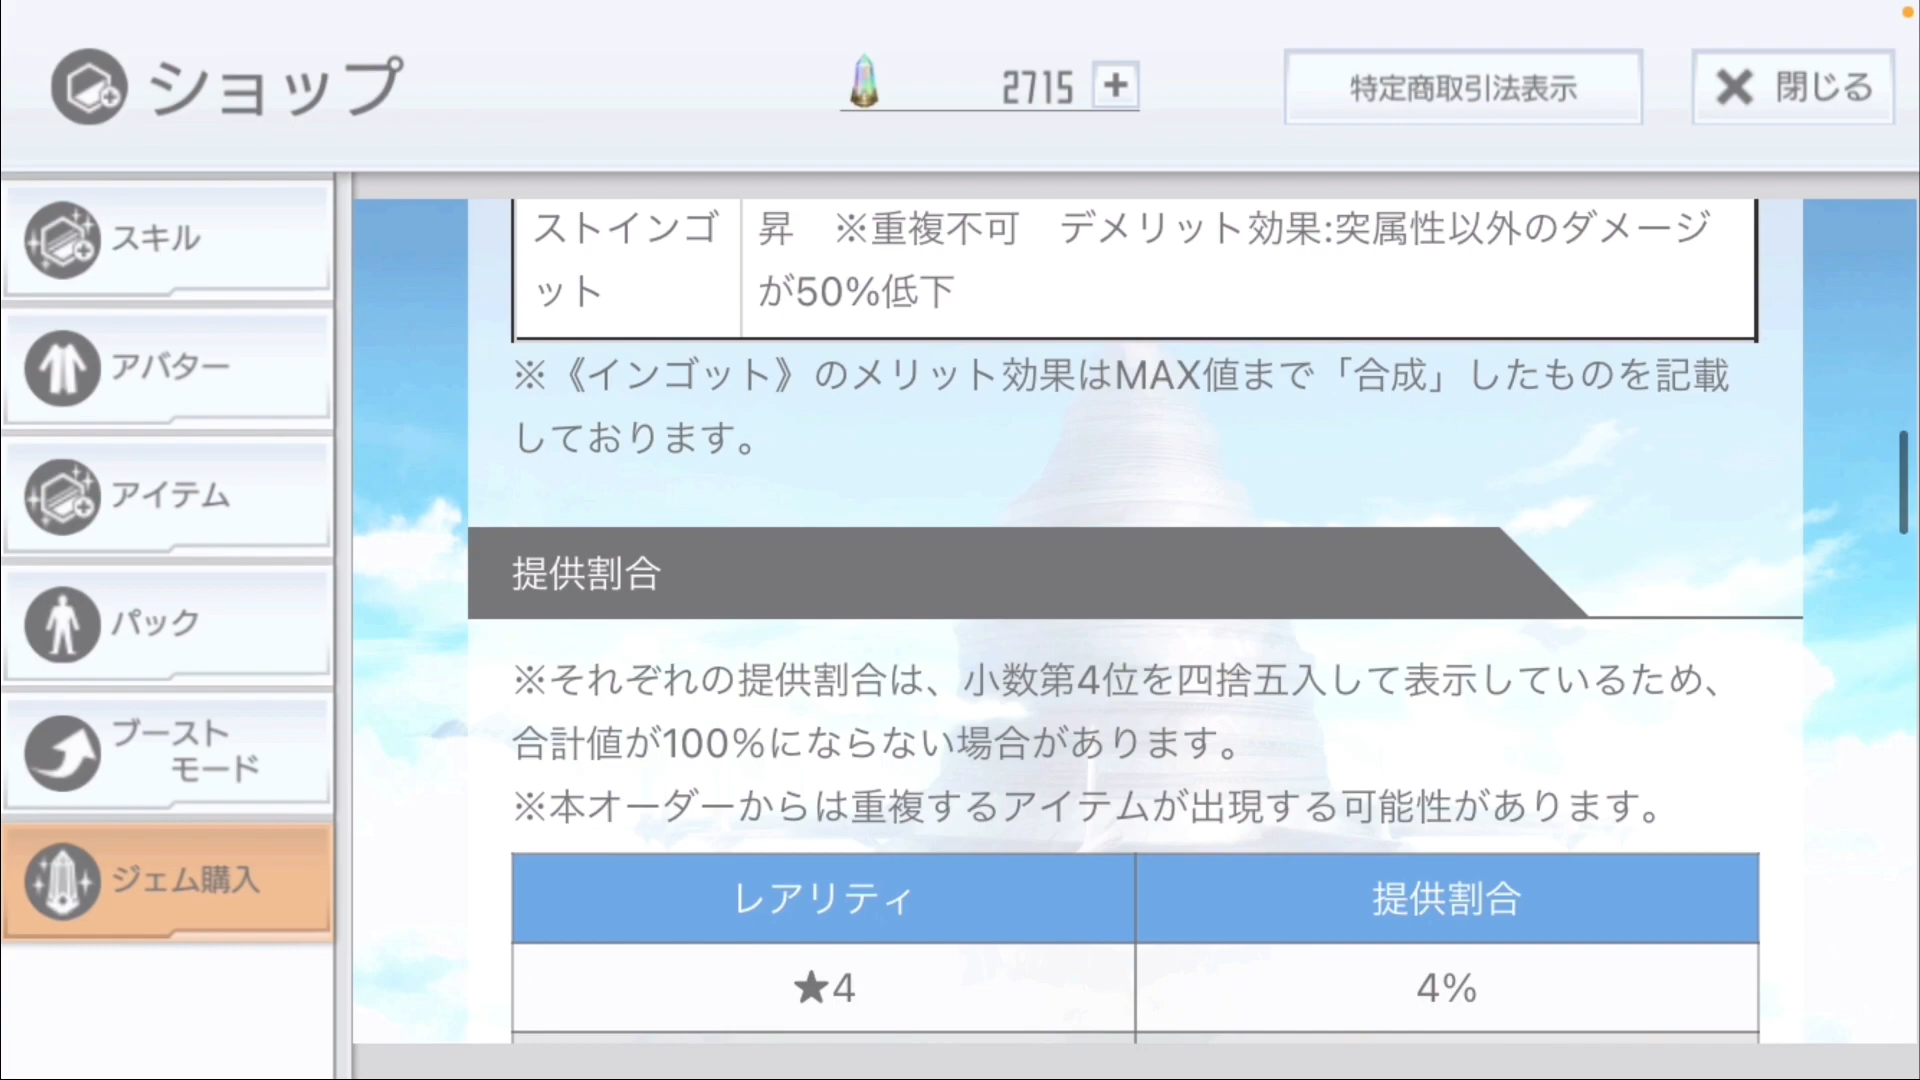 ショップ
2715
特定商取引法表示
閉じる
スキル
アバター
アイテム
パック
ブースト
モード
ジェム購入
ストインゴ
ット
昇　※重複不可　デメリット効果:突属性以外のダメージ
が50%低下
※《インゴット》のメリット効果はMAX値まで「合成」したものを記載
しております。
提供割合
※それぞれの提供割合は、小数第4位を四捨五入して表示しているため、
合計値が100%にならない場合があります。
※本オーダーからは重複するアイテムが出現する可能性があります。
レアリティ
提供割合
★4
4%